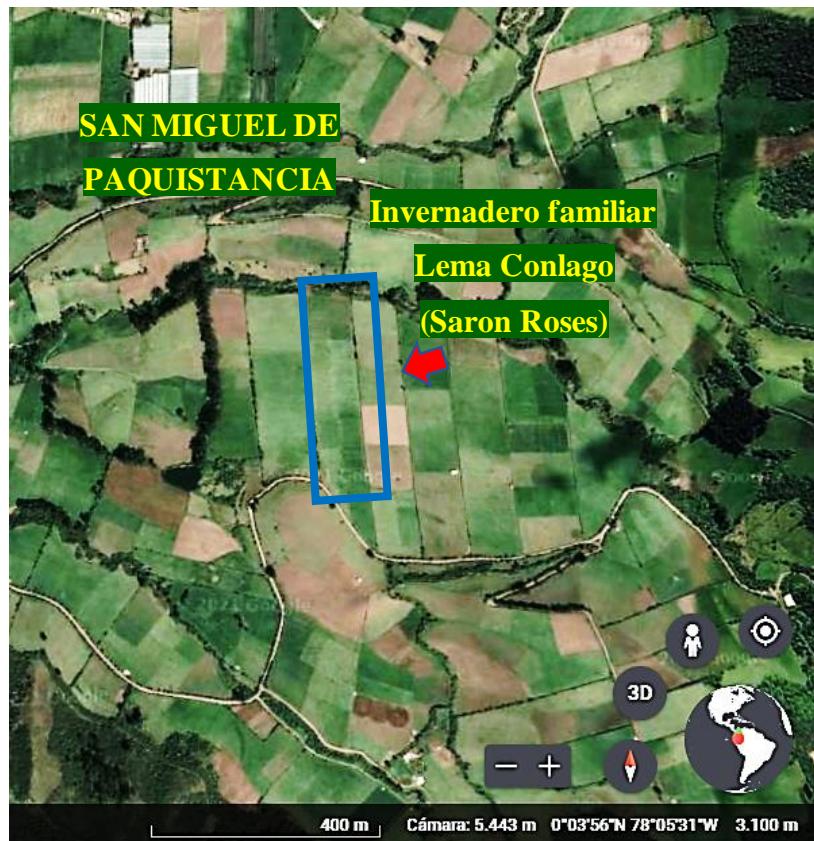 SAN MIGUEL DE
PAQUISTANCIA
Invernadero familiar
Lema Conlago
(Saron Roses)
3D
400 m
Cámara: 5.443 m 0°03'56"N 78°05'31"W 3.100 m